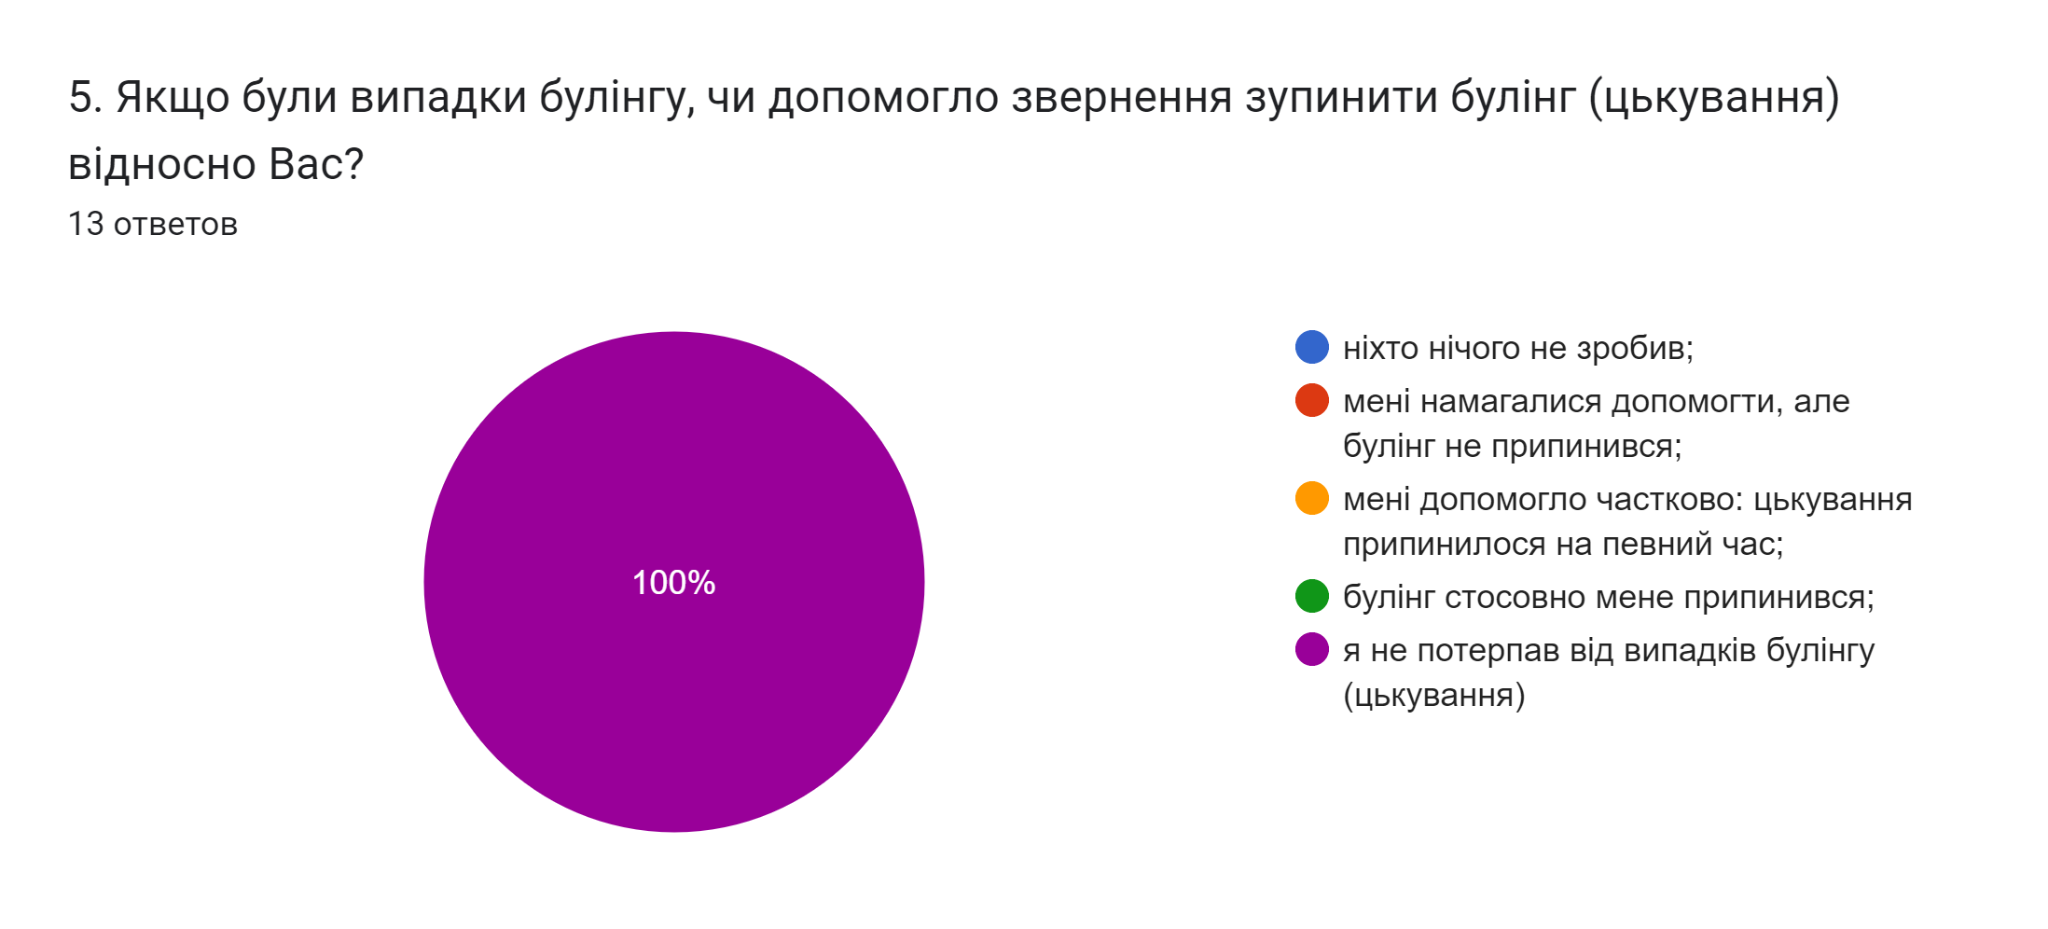 5. Якщо були випадки булінгу, чи допомогло звернення зупинити булінг (цькування)
відносно Вас?
13 ответов
100%
ніхто нічого не зробив;
мені намагалися допомогти, але
булінг не припинився;
мені допомогло частково: цькування
припинилося на певний час;
булінг стосовно мене припинився;
я не потерпав від випадків булінгу
(цькування)